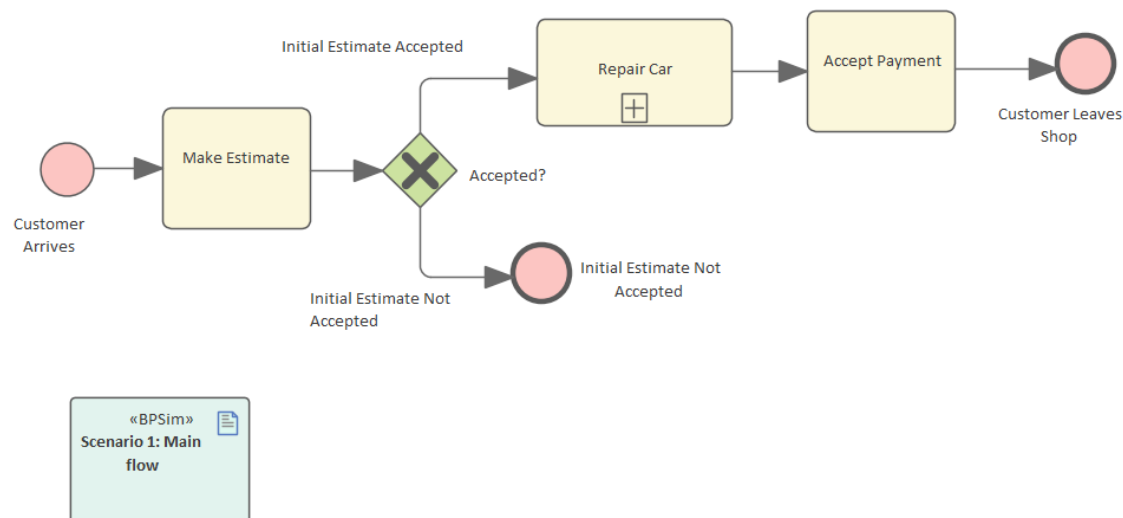 Initial Estimate Accepted
Repair Car
Accept Payment
Customer Leaves
Shop
Make Estimate
Accepted?
Customer
Arrives
Initial Estimate Not
Accepted
Initial Estimate Not
Accepted
«BPSim»
Scenario 1: Main
flow